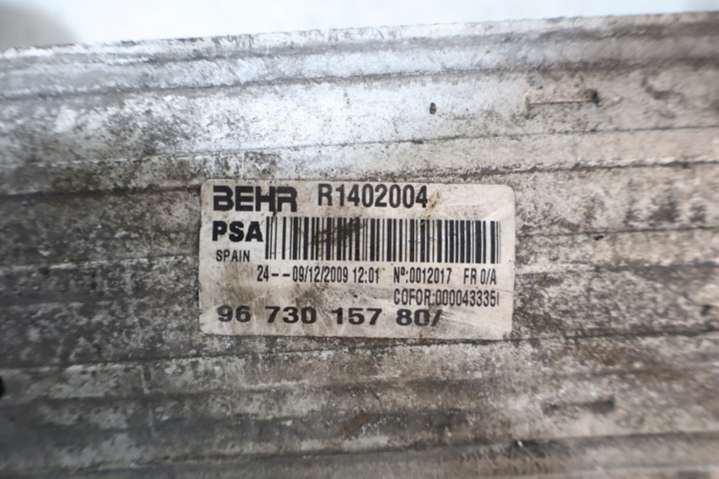 BEHR R1402004
PSA
SPAIN
24--09/12/2009 12:01 Nº:0012017 FR 0/A
COFOR:000043335I
96 730 157 80/